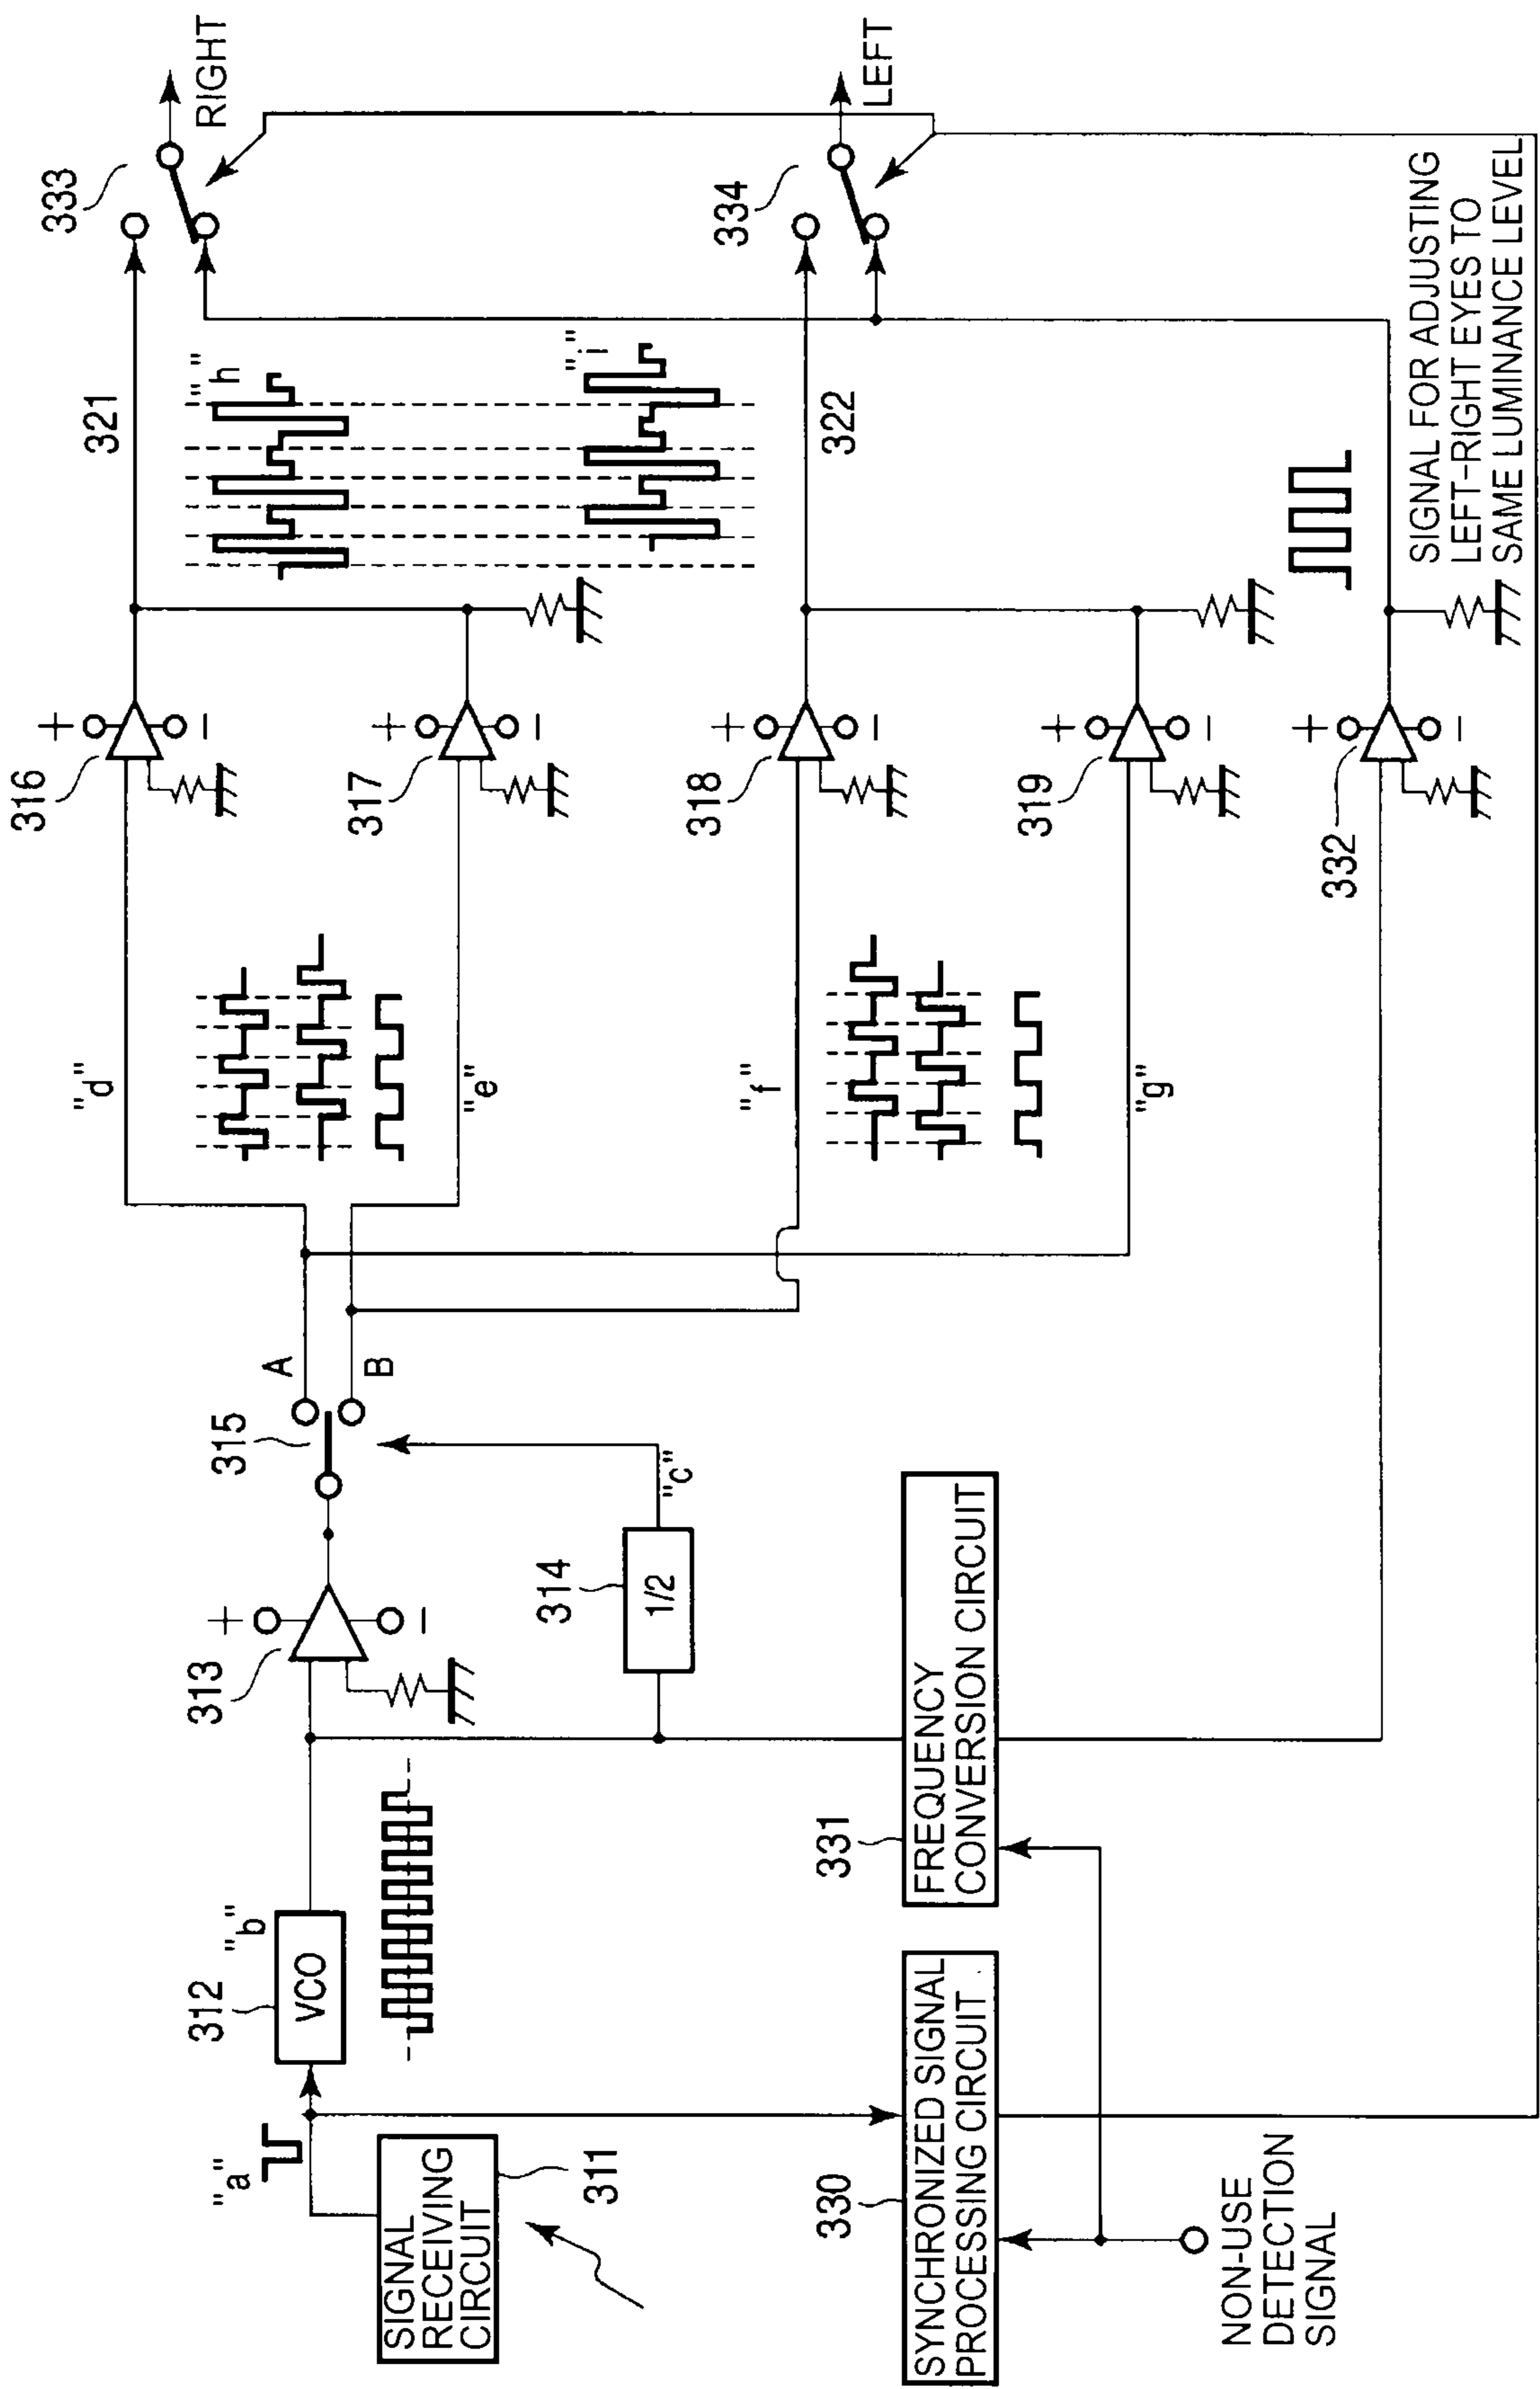 333
RIGHT
334
LEFT
321
"h"
"i"
322
SIGNAL FOR ADJUSTING
LEFT-RIGHT EYES TO
SAME LUMINANCE LEVEL
316
+
−
317
+
−
318
+
−
319
+
−
332
+
−
"d"
"e"
"f"
"g"
A
B
315
313
+
−
314
1/2
"c"
331
FREQUENCY
CONVERSION CIRCUIT
312
VCO
"b"
"a"
SIGNAL
RECEIVING
CIRCUIT
311
330
SYNCHRONIZED SIGNAL
PROCESSING CIRCUIT
NON-USE
DETECTION
SIGNAL